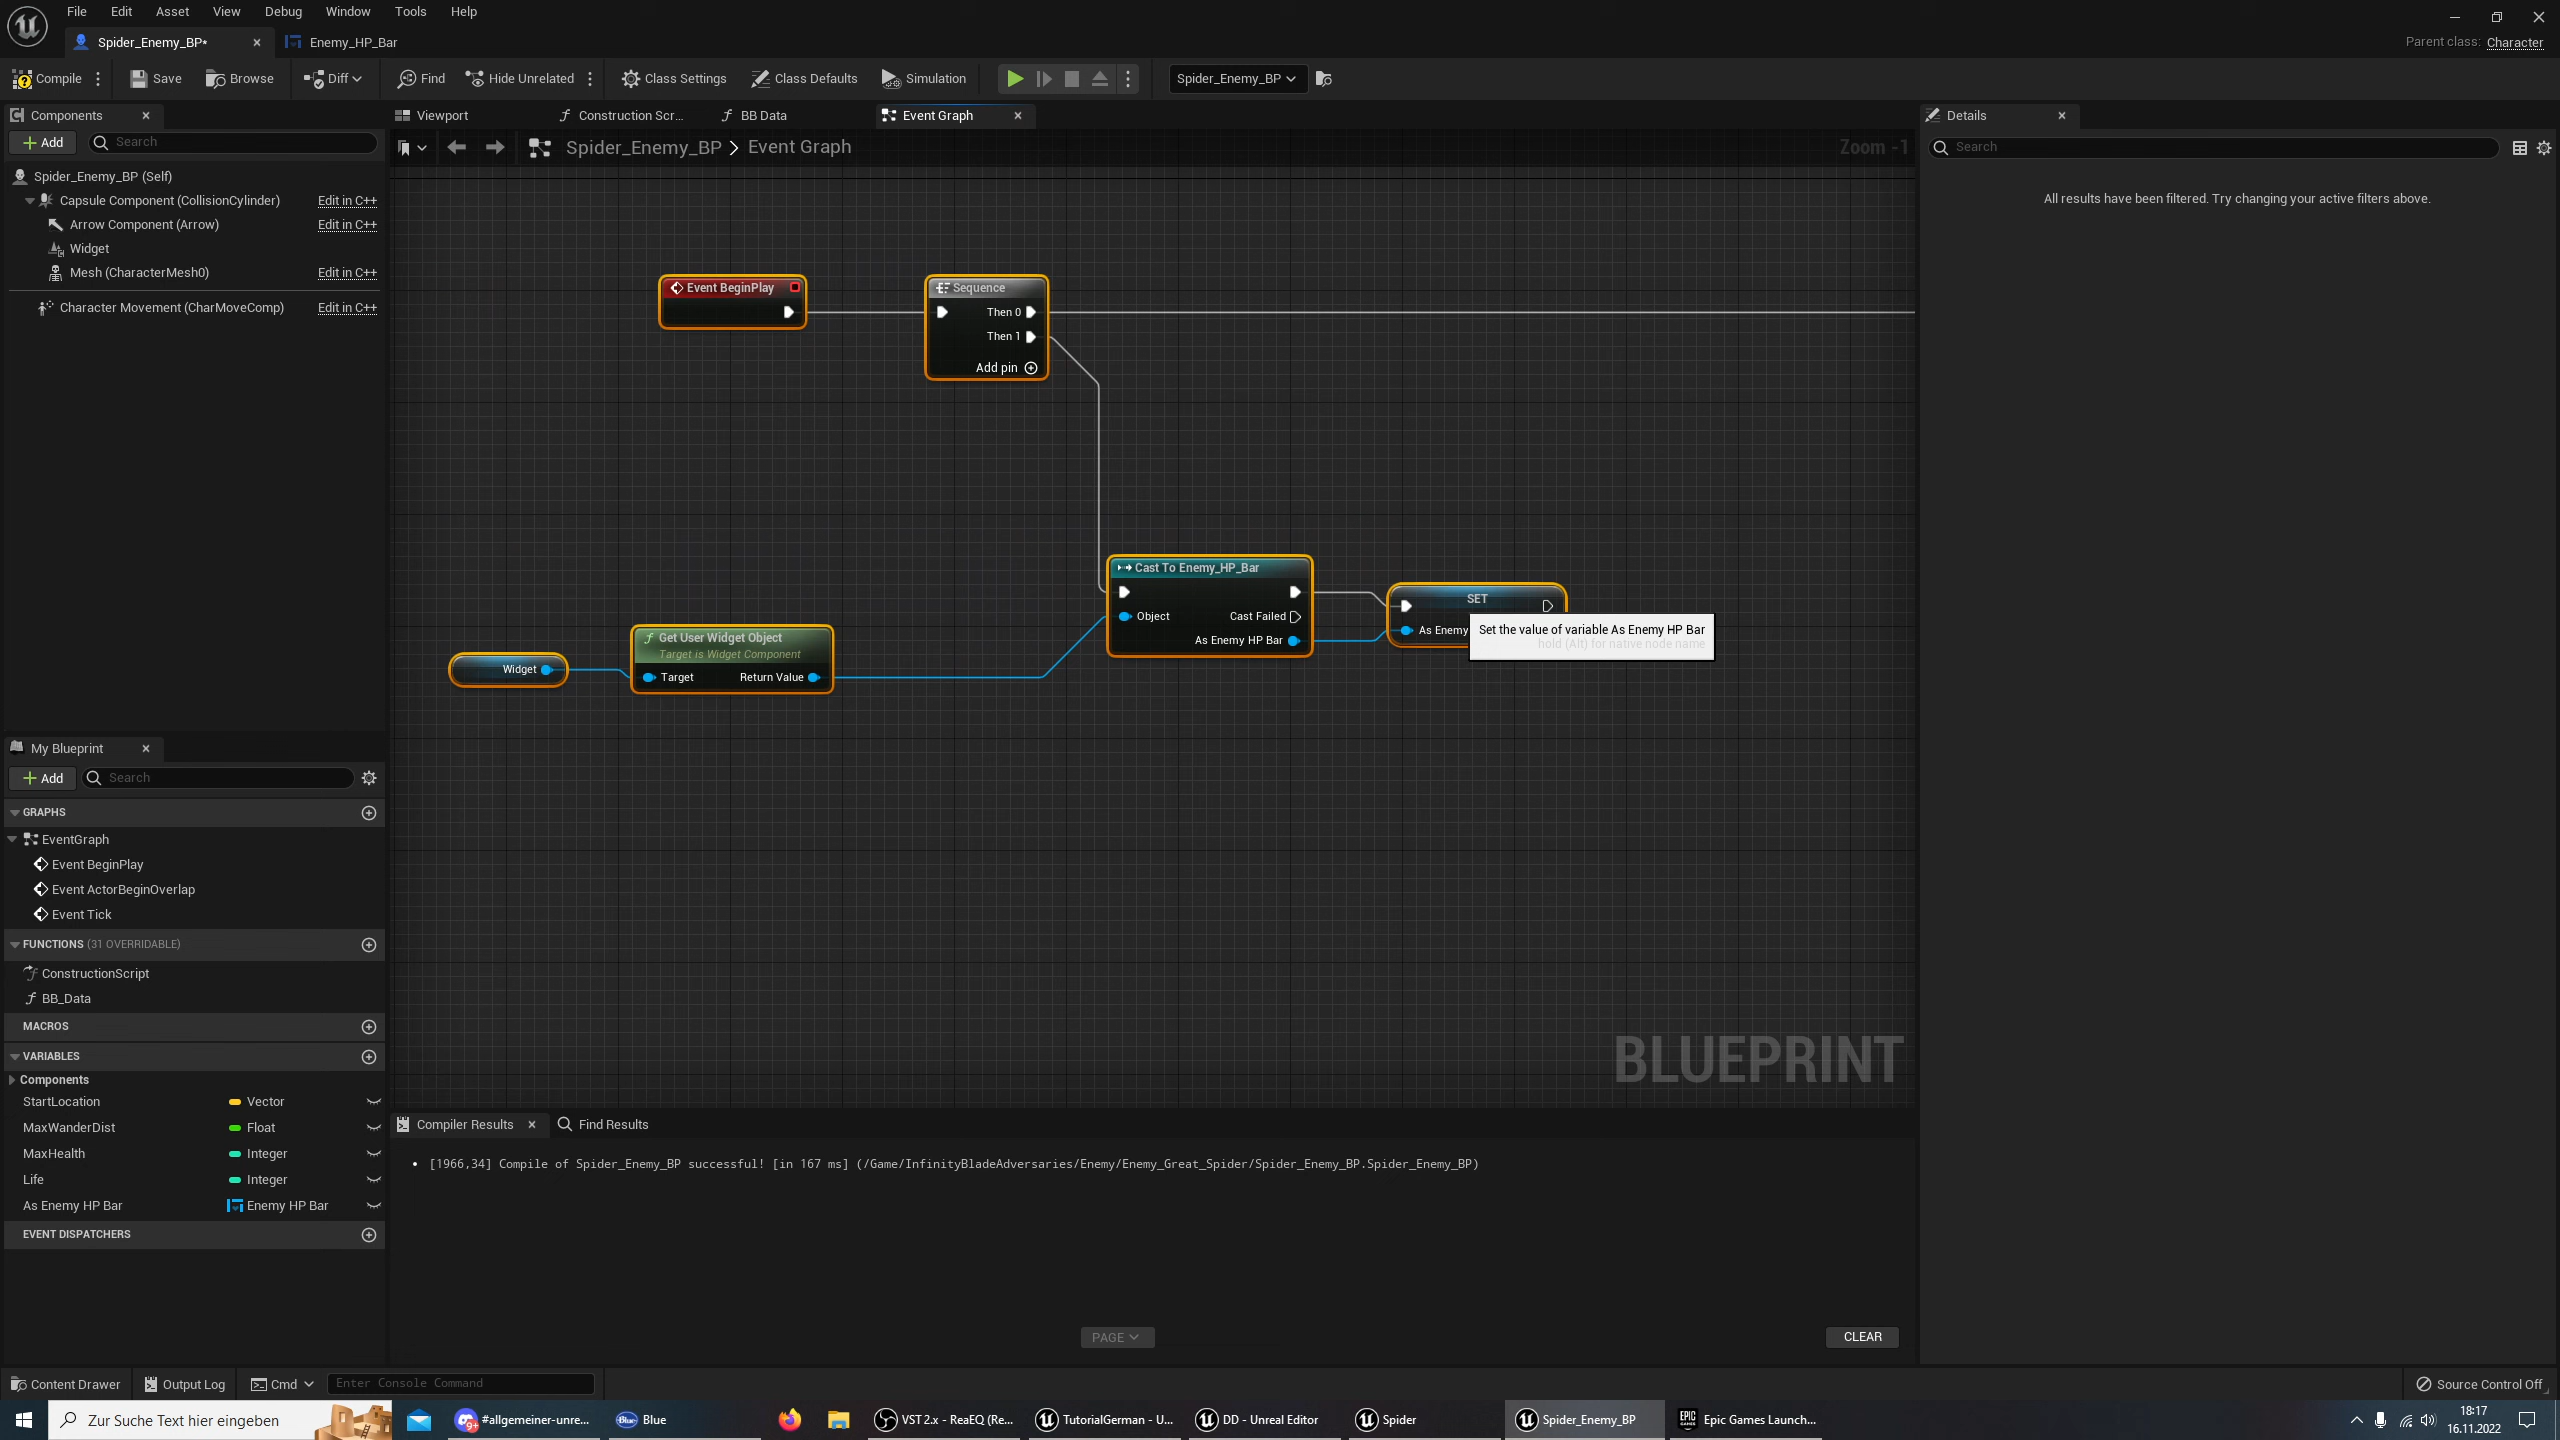 File Edit Asset View Debug Window Tools Help
Spider_Enemy_BP* Enemy_HP_Bar
Parent class: Character
Compile Save Browse Diff Find Hide Unrelated Class Settings Class Defaults Simulation Spider_Enemy_BP
Components
Add Search
Spider_Enemy_BP (Self)
Capsule Component (CollisionCylinder) Edit in C++
Arrow Component (Arrow) Edit in C++
Widget
Mesh (CharacterMesh0) Edit in C++
Character Movement (CharMoveComp) Edit in C++
Viewport Construction Scr... BB Data Event Graph
Spider_Enemy_BP > Event Graph Zoom -1
Event BeginPlay
Sequence
Then 0
Then 1
Add pin
Cast To Enemy_HP_Bar
Object Cast Failed
As Enemy HP Bar
SET
As Enemy
Set the value of variable As Enemy HP Bar
hold (Alt) for native node name
Get User Widget Object
Target is Widget Component
Target Return Value
Widget
BLUEPRINT
Details
Search
All results have been filtered. Try changing your active filters above.
My Blueprint
Add Search
GRAPHS
EventGraph
Event BeginPlay
Event ActorBeginOverlap
Event Tick
FUNCTIONS (31 OVERRIDABLE)
ConstructionScript
BB_Data
MACROS
VARIABLES
Components
StartLocation Vector
MaxWanderDist Float
MaxHealth Integer
Life Integer
As Enemy HP Bar Enemy HP Bar
EVENT DISPATCHERS
Compiler Results Find Results
[1966,34] Compile of Spider_Enemy_BP successful! [in 167 ms] (/Game/InfinityBladeAdversaries/Enemy/Enemy_Great_Spider/Spider_Enemy_BP.Spider_Enemy_BP)
PAGE CLEAR
Content Drawer Output Log Cmd Enter Console Command Source Control Off
Zur Suche Text hier eingeben 9+ #allgemeiner-unre... Blue Blue VST 2.x - ReaEQ (Re... TutorialGerman - U... DD - Unreal Editor Spider Spider_Enemy_BP EPIC GAMES Epic Games Launch...
18:17
16.11.2022